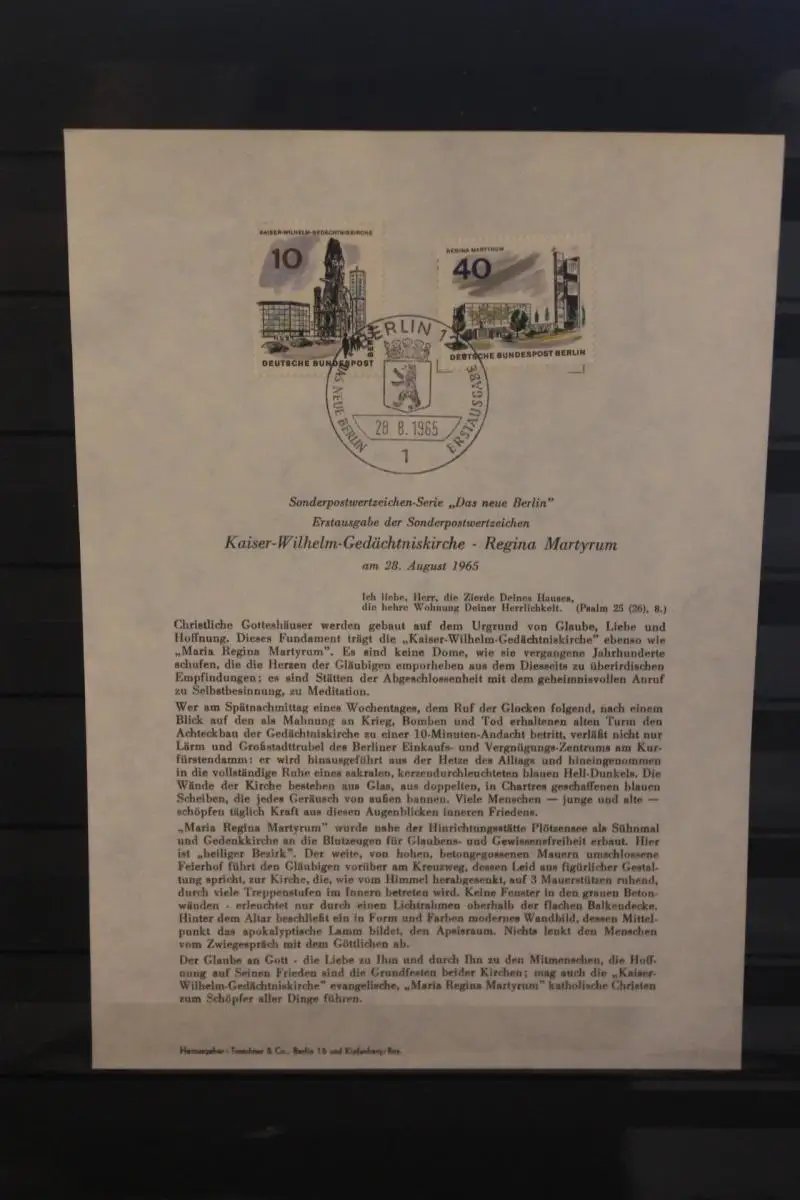 KAISER-WILHELM-GEDÄCHTNISKIRCHE
10
DEUTSCHE BUNDESPOST
BERLIN
REGINA MARTYRUM
40
DEUTSCHE BUNDESPOST BERLIN
BERLIN 12
DAS NEUE BERLIN
ERSTAUSGABE
28. 8. 1965
1
Sonderpostwertzeichen-Serie „Das neue Berlin”
Erstausgabe der Sonderpostwertzeichen
Kaiser-Wilhelm-Gedächtniskirche - Regina Martyrum
am 28. August 1965
Ich liebe, Herr, die Zierde Deines Hauses,
die hehre Wohnung Deiner Herrlichkeit. (Psalm 25 (26), 8.)
Christliche Gotteshäuser werden gebaut auf dem Urgrund von Glaube, Liebe und
Hoffnung. Dieses Fundament trägt die „Kaiser-Wilhelm-Gedächtniskirche” ebenso wie
„Maria Regina Martyrum”. Es sind keine Dome, wie sie vergangene Jahrhunderte
schufen, die die Herzen der Gläubigen emporheben aus dem Diesseits zu überirdischen
Empfindungen; es sind Stätten der Abgeschlossenheit mit dem geheimnisvollen Anruf
zu Selbstbesinnung, zu Meditation.
Wer am Spätnachmittag eines Wochentages, dem Ruf der Glocken folgend, nach einem
Blick auf den als Mahnung an Krieg, Bomben und Tod erhaltenen alten Turm den
Achteckbau der Gedächtniskirche zu einer 10-Minuten-Andacht betritt, verläßt nicht nur
Lärm und Großstadttrubel des Berliner Einkaufs- und Vergnügungs-Zentrums am Kur-
fürstendamm: er wird hinausgeführt aus der Hetze des Alltags und hineingenommen
in die vollständige Ruhe eines sakralen, kerzendurchleuchteten blauen Hell-Dunkels. Die
Wände der Kirche bestehen aus Glas, aus doppelten, in Chartres geschaffenen blauen
Scheiben, die jedes Geräusch von außen bannen. Viele Menschen — junge und alte —
schöpfen täglich Kraft aus diesen Augenblicken inneren Friedens.
„Maria Regina Martyrum” wurde nahe der Hinrichtungsstätte Plötzensee als Sühnmal
und Gedenkkirche an die Blutzeugen für Glaubens- und Gewissensfreiheit erbaut. Hier
ist „heiliger Bezirk”. Der weite, von hohen, betongegossenen Mauern umschlossene
Feierhof führt den Gläubigen vorüber am Kreuzweg, dessen Leid aus figürlicher Gestal-
tung spricht, zur Kirche, die, wie vom Himmel herabgesenkt, auf 3 Mauerstützen ruhend,
durch viele Treppenstufen im Innern betreten wird. Keine Fenster in den grauen Beton-
wänden - erleuchtet nur durch einen Lichtrahmen oberhalb der flachen Balkendecke.
Hinter dem Altar beschließt ein in Form und Farben modernes Wandbild, dessen Mittel-
punkt das apokalyptische Lamm bildet, den Apsisraum. Nichts lenkt den Menschen
vom Zwiegespräch mit dem Göttlichen ab.
Der Glaube an Gott - die Liebe zu Ihm und durch Ihn zu den Mitmenschen, die Hoff-
nung auf Seinen Frieden sind die Grundfesten beider Kirchen; mag auch die „Kaiser-
Wilhelm-Gedächtniskirche” evangelische, „Maria Regina Martyrum” katholische Christen
zum Schöpfer aller Dinge führen.
Herausgeber: & Co., Berlin und